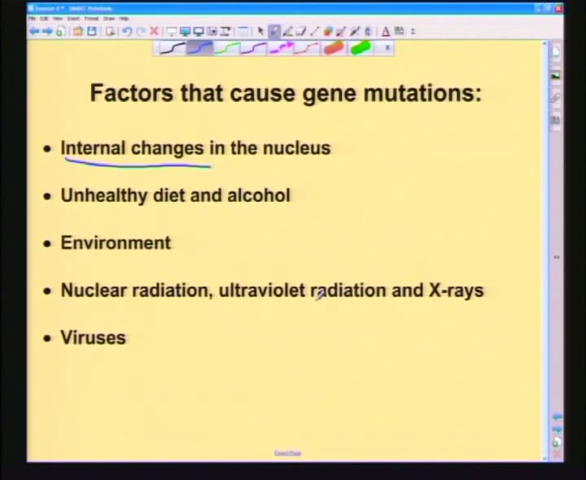 Factors that cause gene mutations:
• Internal changes in the nucleus
• Unhealthy diet and alcohol
• Environment
• Nuclear radiation, ultraviolet radiation and X-rays
• Viruses